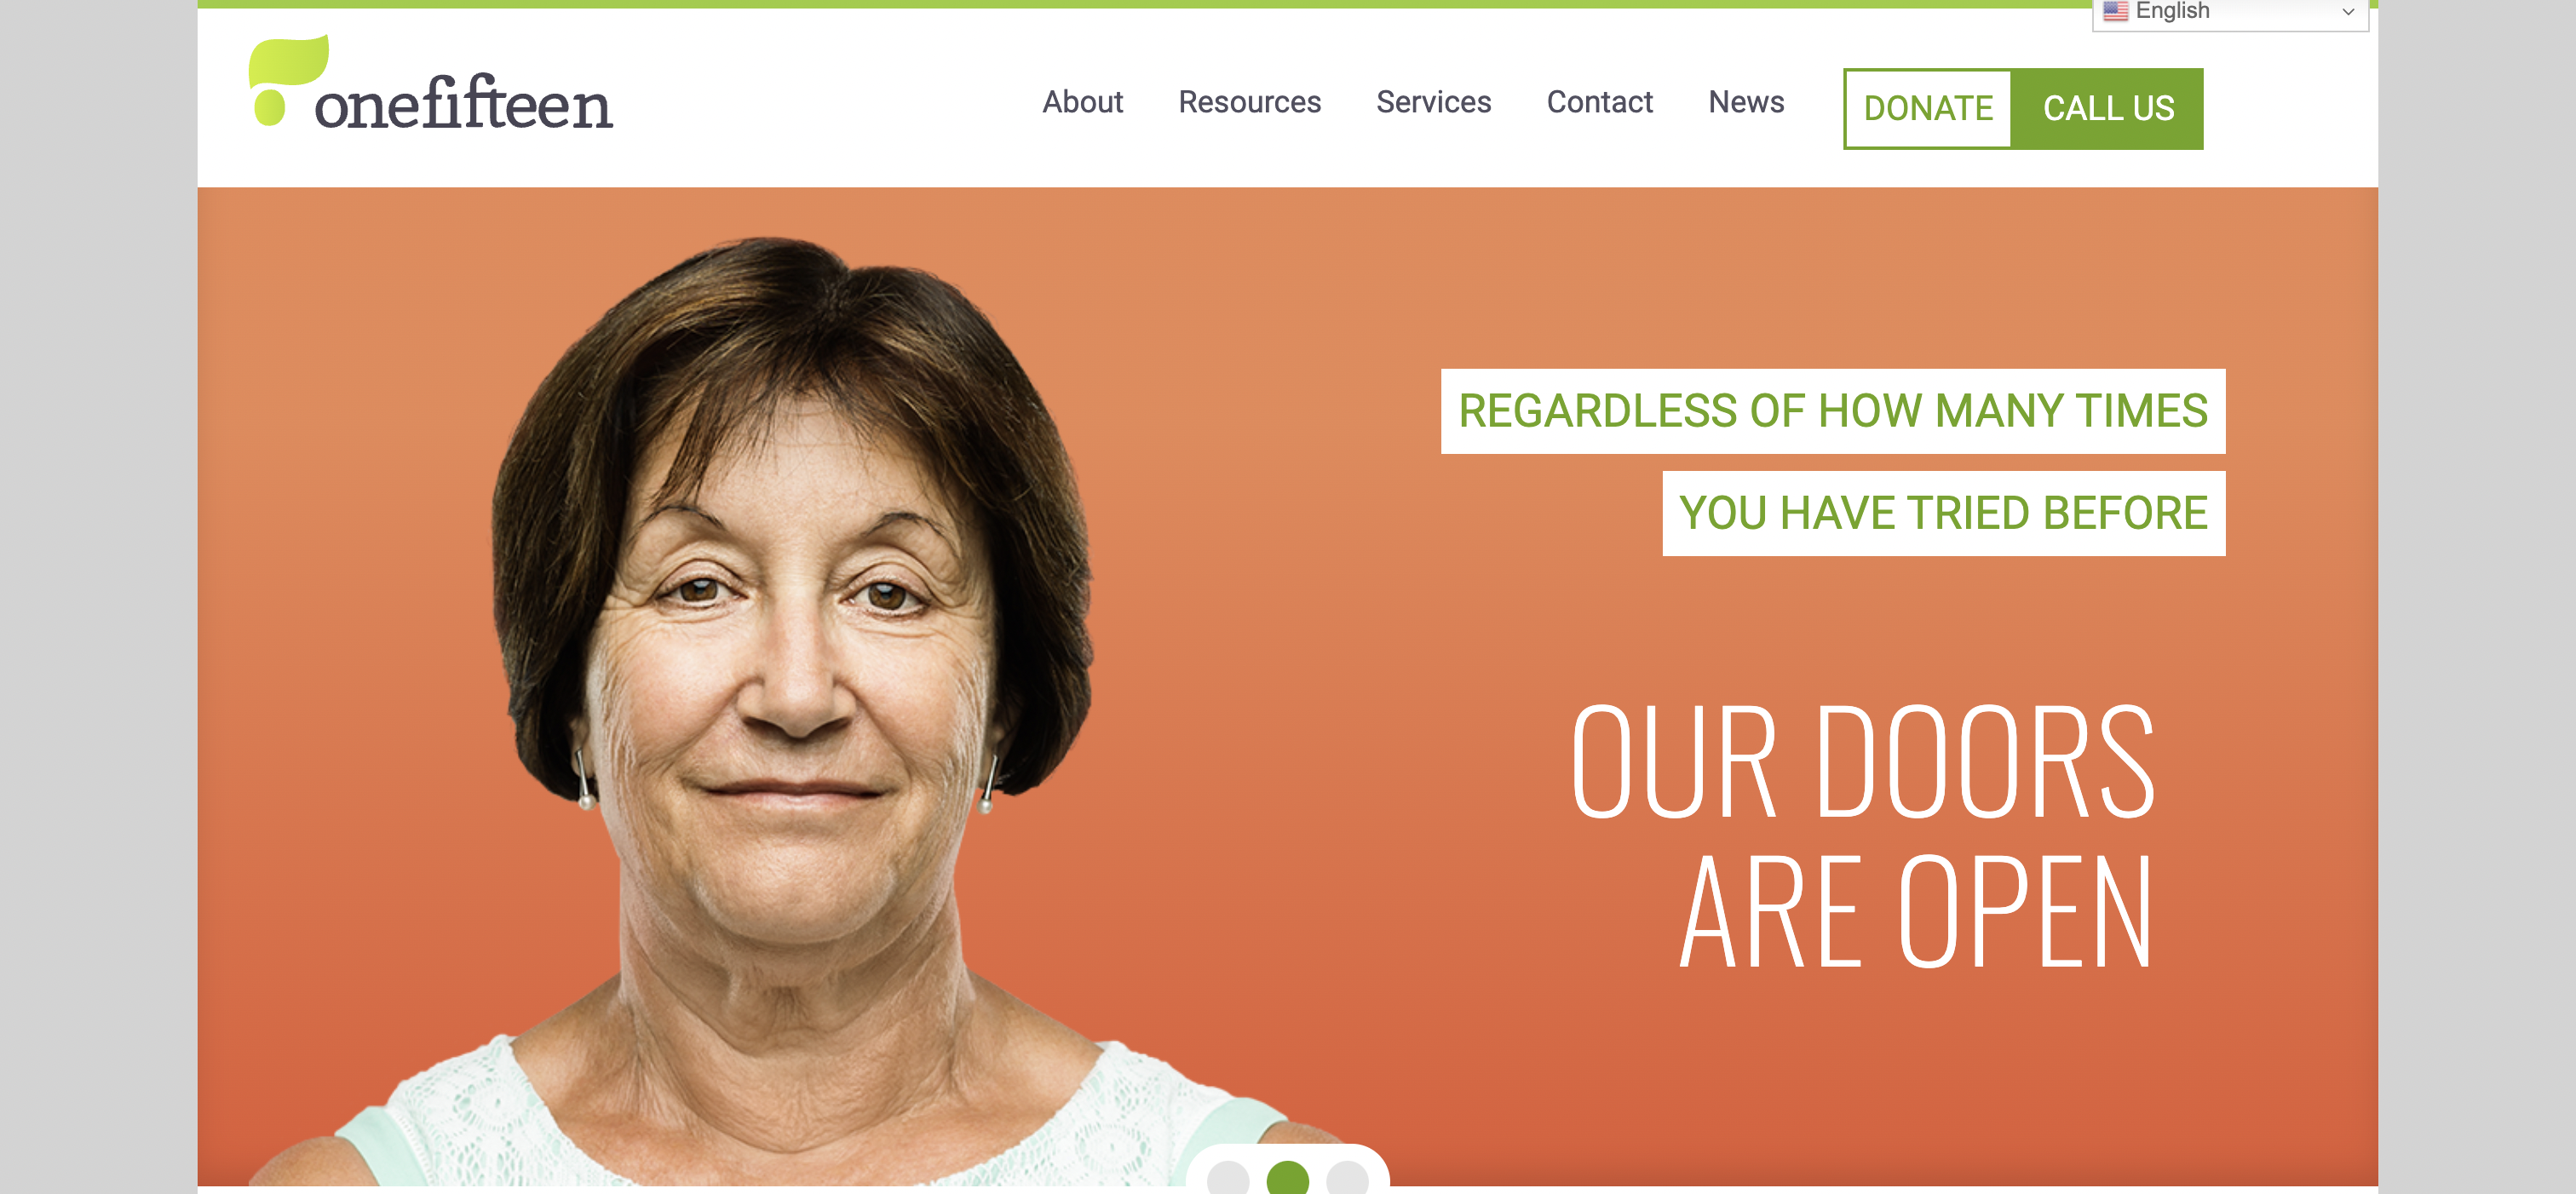 English
onefifteen
About Resources Services Contact News DONATE CALL US
REGARDLESS OF HOW MANY TIMES
YOU HAVE TRIED BEFORE
OUR DOORS
ARE OPEN